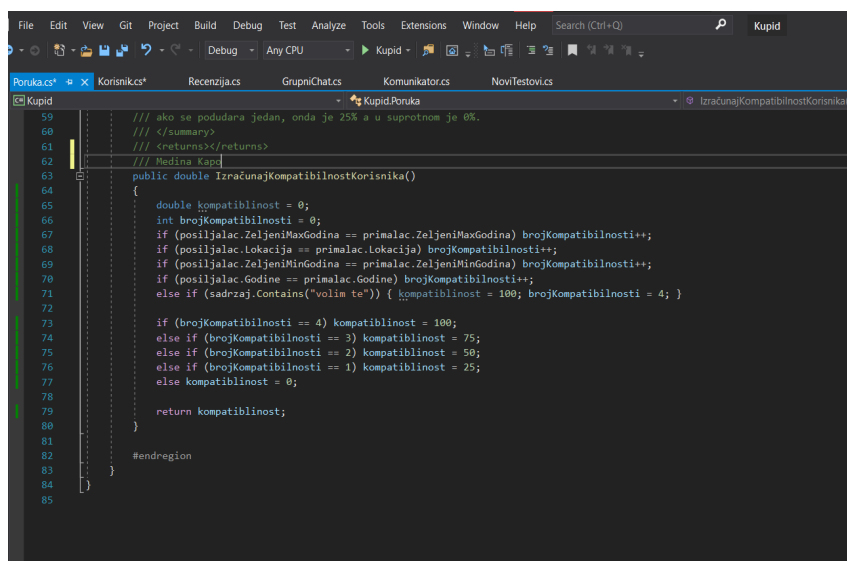 File Edit View Git Project Build Debug Test Analyze Tools Extensions Window Help Search (Ctrl+Q) Kupid
Debug Any CPU Kupid
Poruka.cs* Korisnik.cs* Recenzija.cs GrupniChat.cs Komunikator.cs NoviTestovi.cs
Kupid Kupid.Poruka IzračunajKompatibilnostKorisnika
59 /// ako se podudara jedan, onda je 25% a u suprotnom je 0%.
60 /// </summary>
61 /// <returns></returns>
62 /// Medina Kapo
63 public double IzračunajKompatibilnostKorisnika()
64 {
65 double kompatiblinost = 0;
66 int brojKompatibilnosti = 0;
67 if (posiljalac.ZeljeniMaxGodina == primalac.ZeljeniMaxGodina) brojKompatibilnosti++;
68 if (posiljalac.Lokacija == primalac.Lokacija) brojKompatibilnosti++;
69 if (posiljalac.ZeljeniMinGodina == primalac.ZeljeniMinGodina) brojKompatibilnosti++;
70 if (posiljalac.Godine == primalac.Godine) brojKompatibilnosti++;
71 else if (sadrzaj.Contains("volim te")) { kompatiblinost = 100; brojKompatibilnosti = 4; }
72
73 if (brojKompatibilnosti == 4) kompatiblinost = 100;
74 else if (brojKompatibilnosti == 3) kompatiblinost = 75;
75 else if (brojKompatibilnosti == 2) kompatiblinost = 50;
76 else if (brojKompatibilnosti == 1) kompatiblinost = 25;
77 else kompatiblinost = 0;
78
79 return kompatiblinost;
80 }
81
82 #endregion
83 }
84 }
85